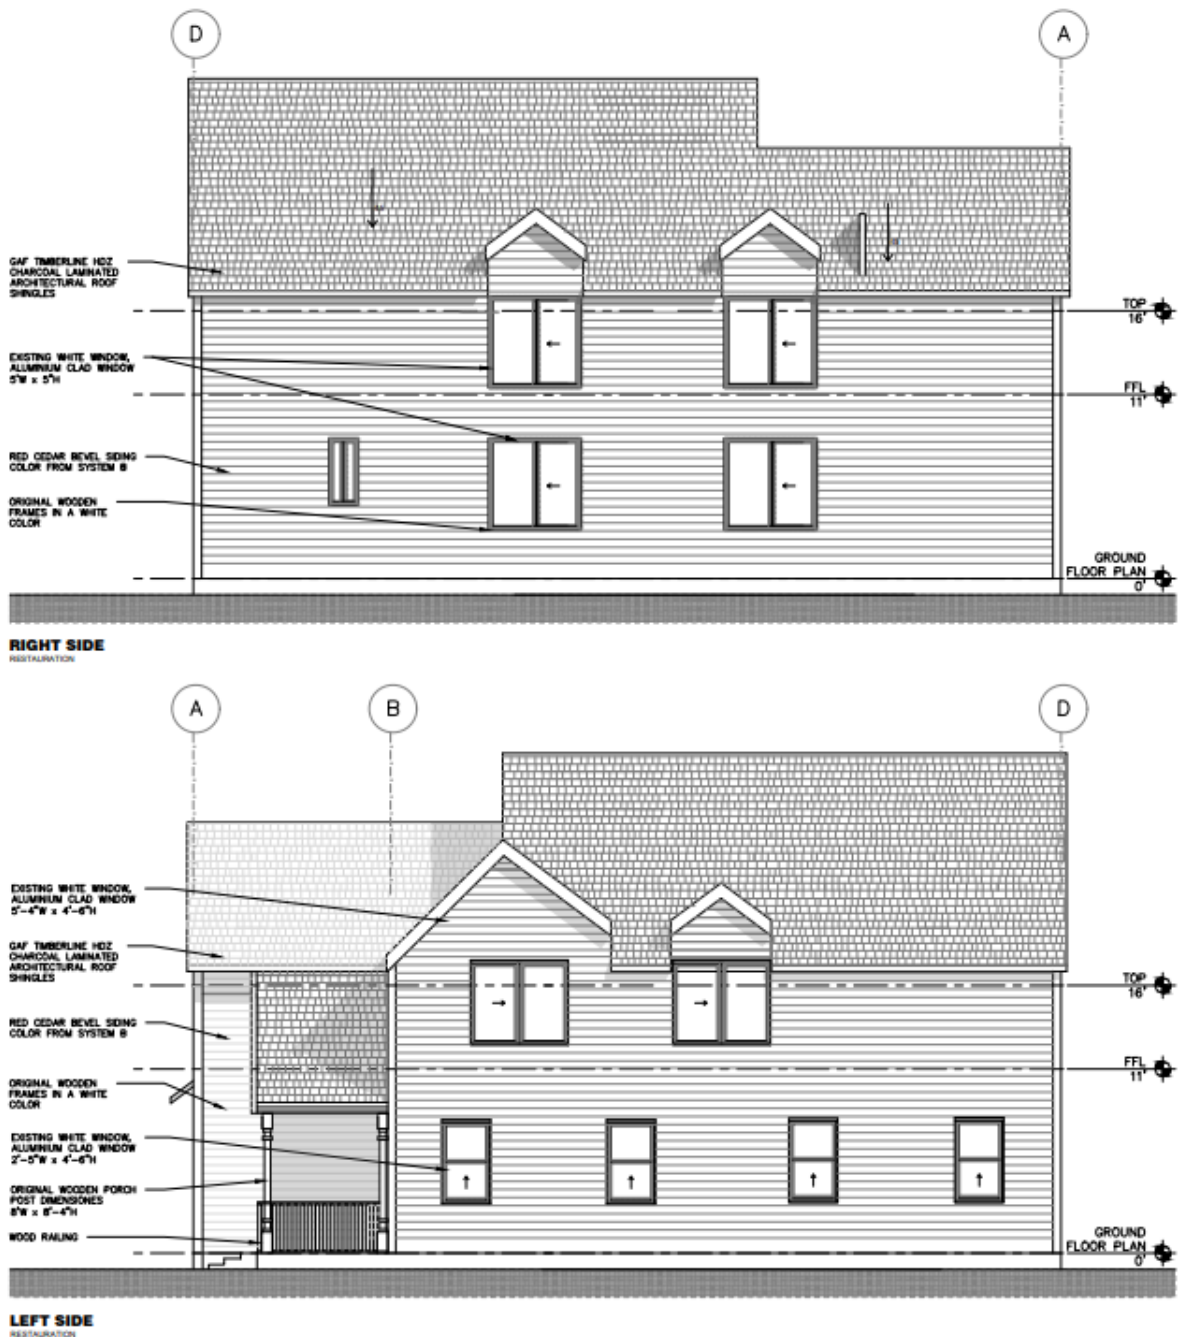 D
A
GAF TIMBERLINE HDZ
CHARCOAL LAMINATED
ARCHITECTURAL ROOF
SHINGLES
TOP
16'
EXISTING WHITE WINDOW,
ALUMINIUM CLAD WINDOW
5"W x 5"H
FFL
11'
RED CEDAR BEVEL SIDING
COLOR FROM SYSTEM B
ORIGINAL WOODEN
FRAMES IN A WHITE
COLOR
GROUND
FLOOR PLAN
0'
RIGHT SIDE
RESTAURATION
A
B
D
EXISTING WHITE WINDOW,
ALUMINIUM CLAD WINDOW
5'-4"W x 4'-6"H
GAF TIMBERLINE HDZ
CHARCOAL LAMINATED
ARCHITECTURAL ROOF
SHINGLES
TOP
16'
RED CEDAR BEVEL SIDING
COLOR FROM SYSTEM B
FFL
11'
ORIGINAL WOODEN
FRAMES IN A WHITE
COLOR
EXISTING WHITE WINDOW,
ALUMINIUM CLAD WINDOW
2'-5"W x 4'-6"H
ORIGINAL WOODEN PORCH
POST DIMENSIONES
8"W x 8'-4"H
WOOD RAILING
GROUND
FLOOR PLAN
0'
LEFT SIDE
RESTAURATION